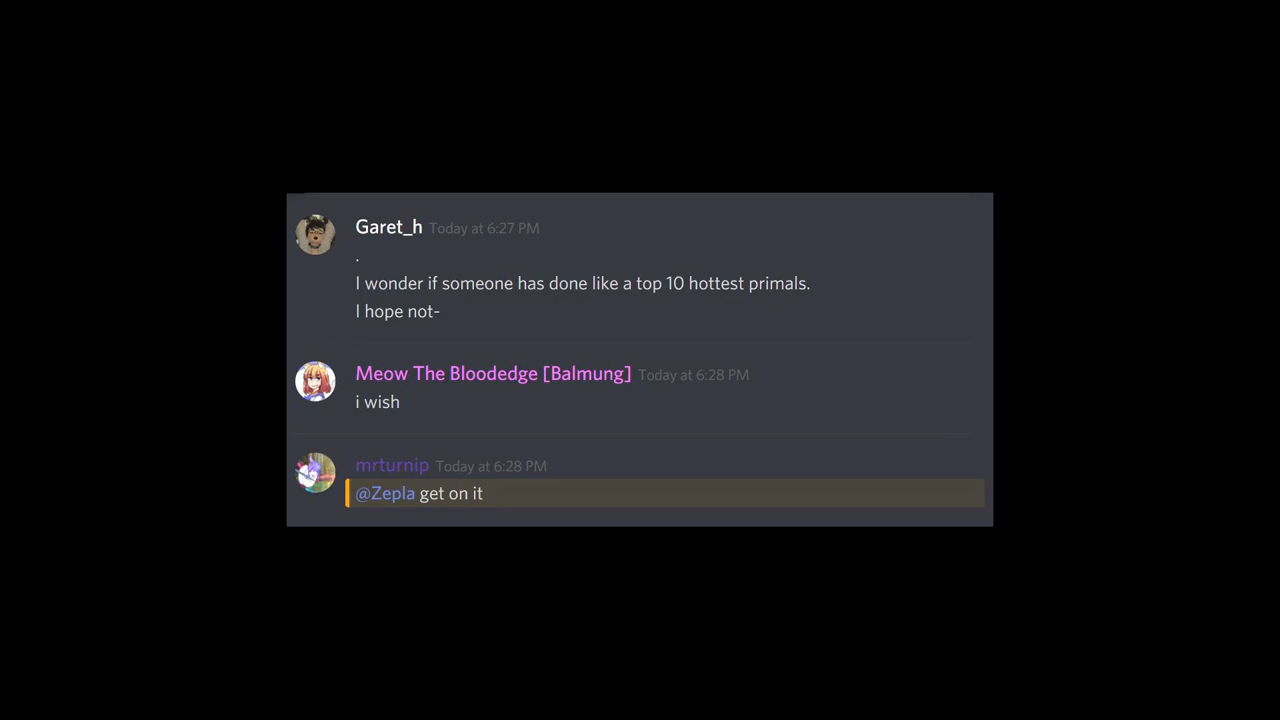 Garet_h Today at 6:27 PM
.
I wonder if someone has done like a top 10 hottest primals.
I hope not-
Meow The Bloodedge [Balmung] Today at 6:28 PM
i wish
mrturnip Today at 6:28 PM
@Zepla get on it